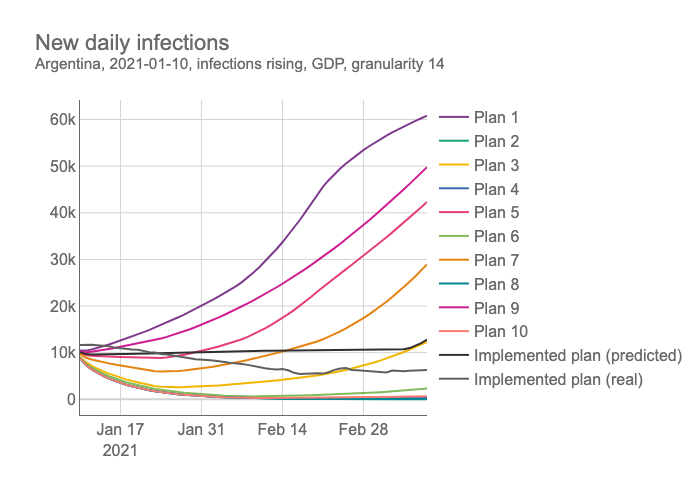 New daily infections
Argentina, 2021-01-10, infections rising, GDP, granularity 14
60k
50k
40k
30k
20k
10k
0
Jan 17
2021
Jan 31
Feb 14
Feb 28
Plan 1
Plan 2
Plan 3
Plan 4
Plan 5
Plan 6
Plan 7
Plan 8
Plan 9
Plan 10
Implemented plan (predicted)
Implemented plan (real)